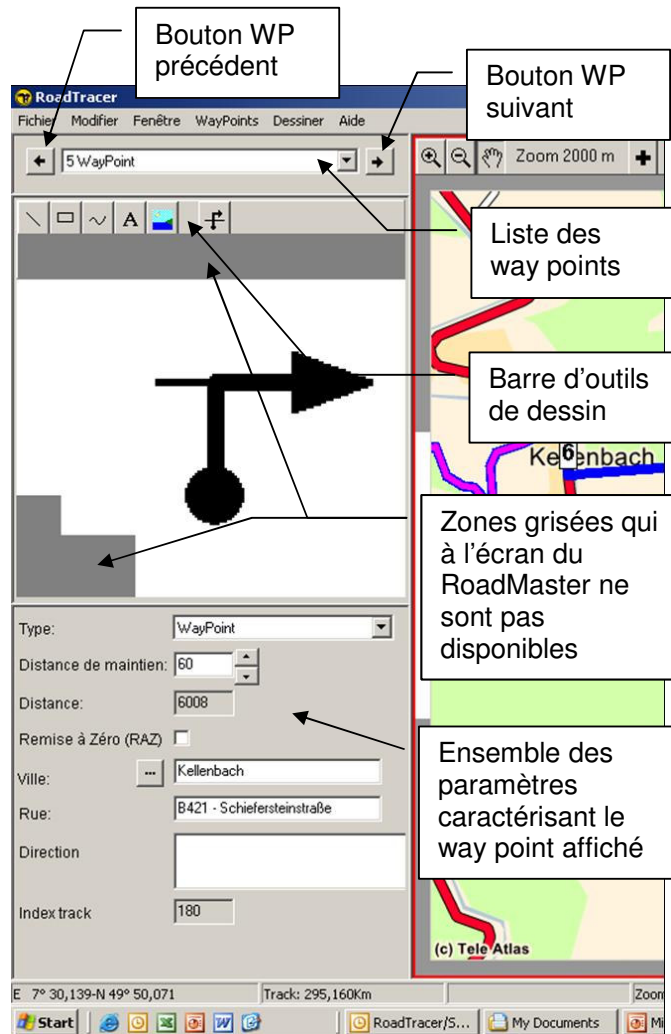 Bouton WP
précédent
Bouton WP
suivant
RoadTracer
Fichier Modifier Fenêtre WayPoints Dessiner Aide
5 WayPoint
Zoom 2000 m
A
Liste des
way points
Barre d'outils
de dessin
6
Kellenbach
Zones grisées qui
à l'écran du
RoadMaster ne
sont pas
disponibles
Type: WayPoint
Distance de maintien: 60
Distance: 6008
Remise à Zéro (RAZ)
Ville: ... Kellenbach
Rue: B421 - Schiefersteinstraße
Direction
Index track 180
Ensemble des
paramètres
caractérisant le
way point affiché
(c) Tele Atlas
E 7° 30,139-N 49° 50,071 Track: 295,160Km Zoom
Start RoadTracer/S... My Documents Mi